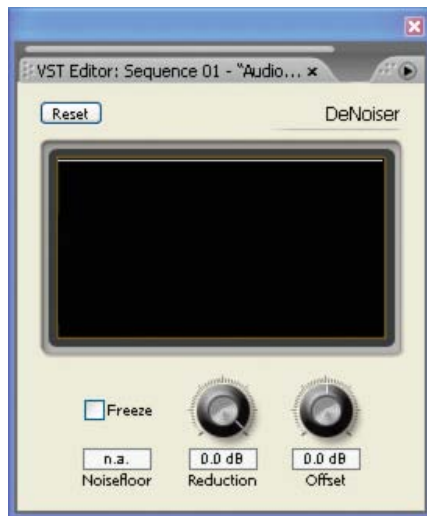 VST Editor: Sequence 01 - "Audio... ×
Reset
DeNoiser
Freeze
n.a.
0.0 dB
0.0 dB
Noisefloor
Reduction
Offset